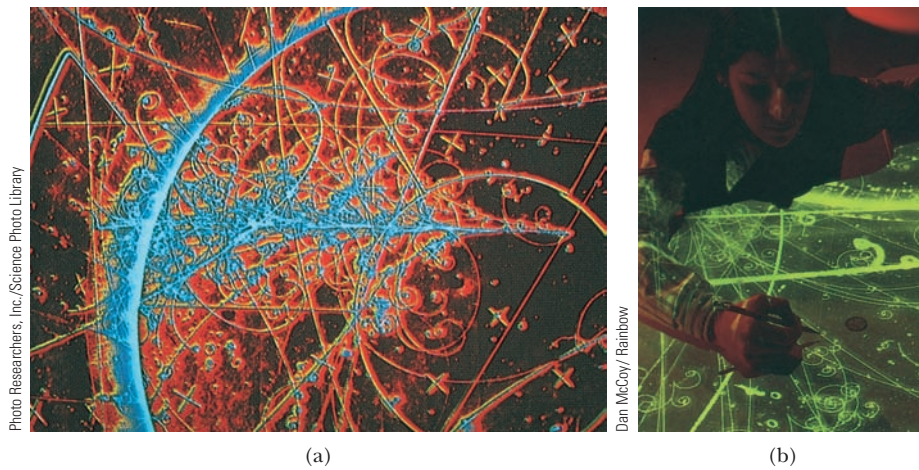 Photo Researchers, Inc./Science Photo Library
Dan McCoy/ Rainbow
(a)
(b)